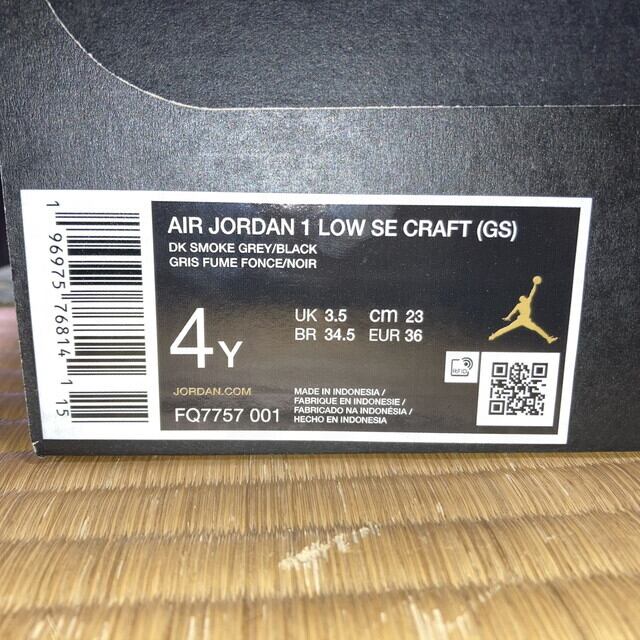 1 96975 76814 1 15
AIR JORDAN 1 LOW SE CRAFT (GS)
DK SMOKE GREY/BLACK
GRIS FUME FONCE/NOIR
4Y
UK 3.5 cm 23
BR 34.5 EUR 36
JORDAN.COM
FQ7757 001
MADE IN INDONESIA /
FABRIQUE EN INDONESIE /
FABRICADO NA INDONÉSIA /
HECHO EN INDONESIA
RFID